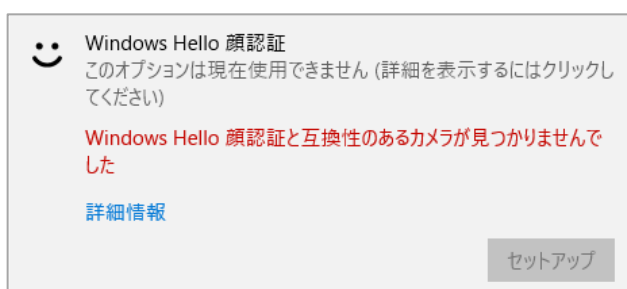 Windows Hello 顔認証
このオプションは現在使用できません (詳細を表示するにはクリックし
てください)
Windows Hello 顔認証と互換性のあるカメラが見つかりませんで
した
詳細情報
セットアップ